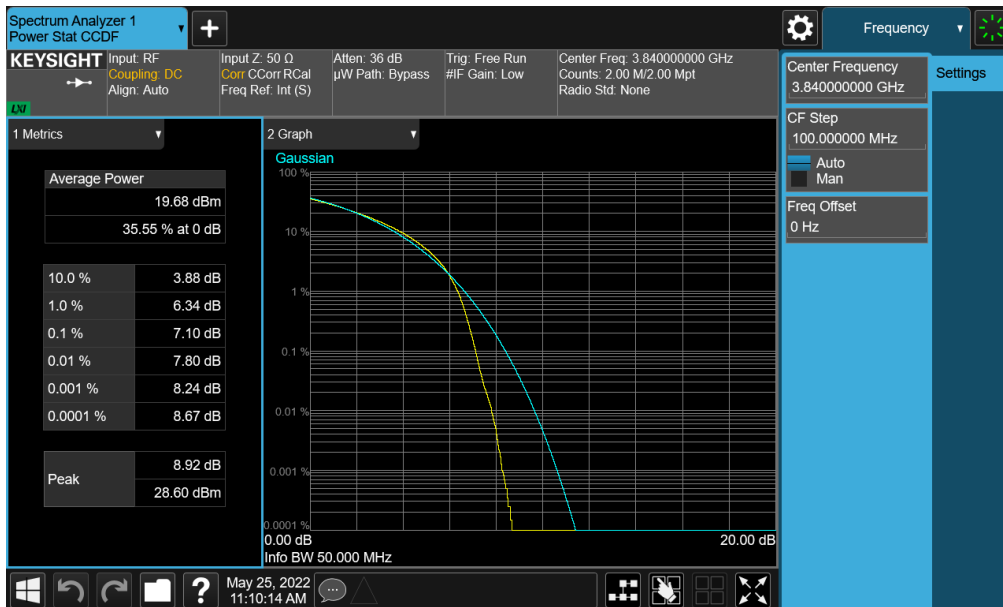 Spectrum Analyzer 1
Power Stat CCDF
Frequency
KEYSIGHT
Input: RF
Coupling: DC
Align: Auto
Input Z: 50 Ω
Corr CCorr RCal
Freq Ref: Int (S)
Atten: 36 dB
µW Path: Bypass
Trig: Free Run
#IF Gain: Low
Center Freq: 3.840000000 GHz
Counts: 2.00 M/2.00 Mpt
Radio Std: None
LXI
Center Frequency
3.840000000 GHz
Settings
CF Step
100.000000 MHz
Auto
Man
Freq Offset
0 Hz
1 Metrics
Average Power
19.68 dBm
35.55 % at 0 dB
10.0 % 3.88 dB
1.0 % 6.34 dB
0.1 % 7.10 dB
0.01 % 7.80 dB
0.001 % 8.24 dB
0.0001 % 8.67 dB
Peak
8.92 dB
28.60 dBm
2 Graph
Gaussian
100 %
10 %
1 %
0.1 %
0.01 %
0.001 %
0.0001 %
0.00 dB 20.00 dB
Info BW 50.000 MHz
?
May 25, 2022
11:10:14 AM